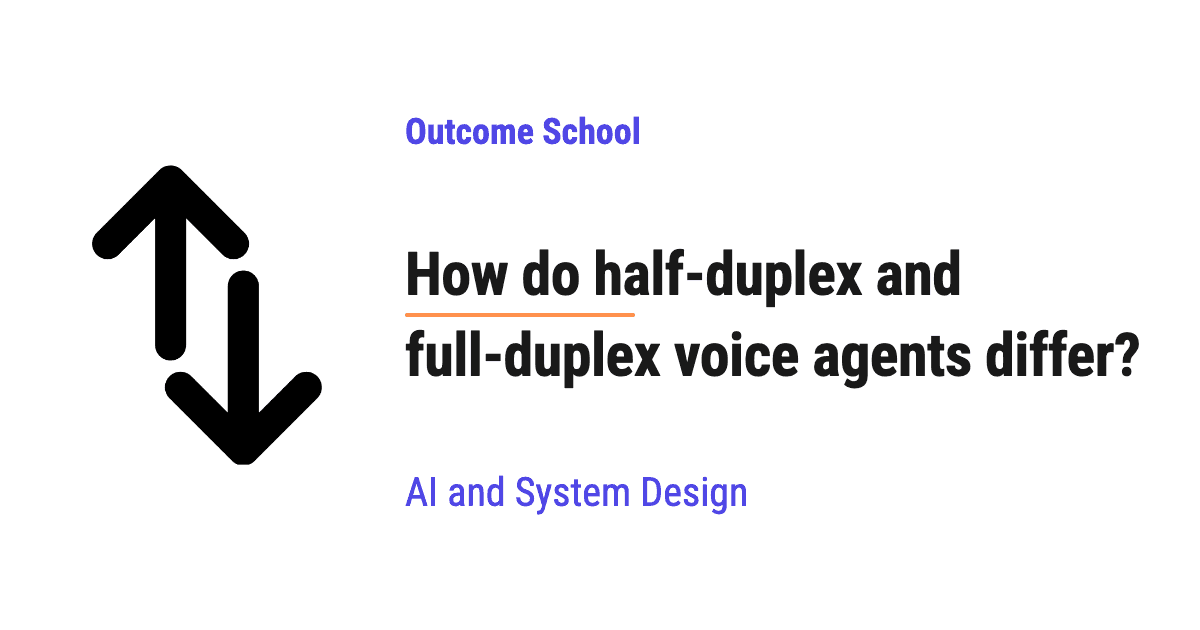 Outcome School
How do half-duplex and
full-duplex voice agents differ?
AI and System Design